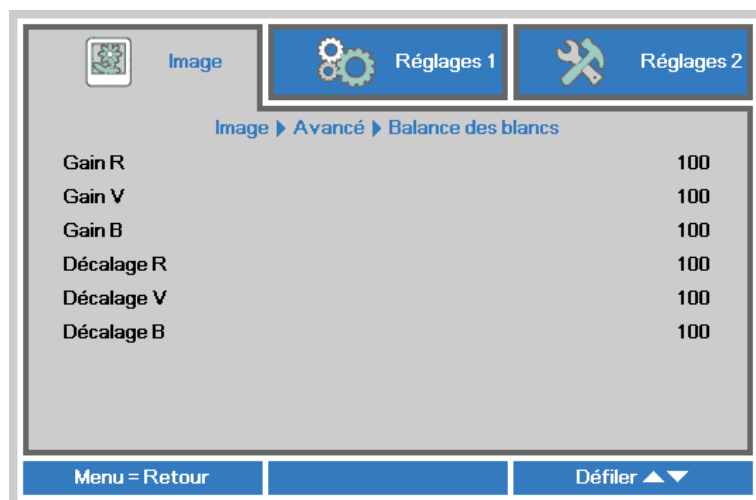 Image
Réglages 1
Réglages 2
Image ▶ Avancé ▶ Balance des blancs
Gain R 100
Gain V 100
Gain B 100
Décalage R 100
Décalage V 100
Décalage B 100
Menu = Retour
Défiler ▲▼